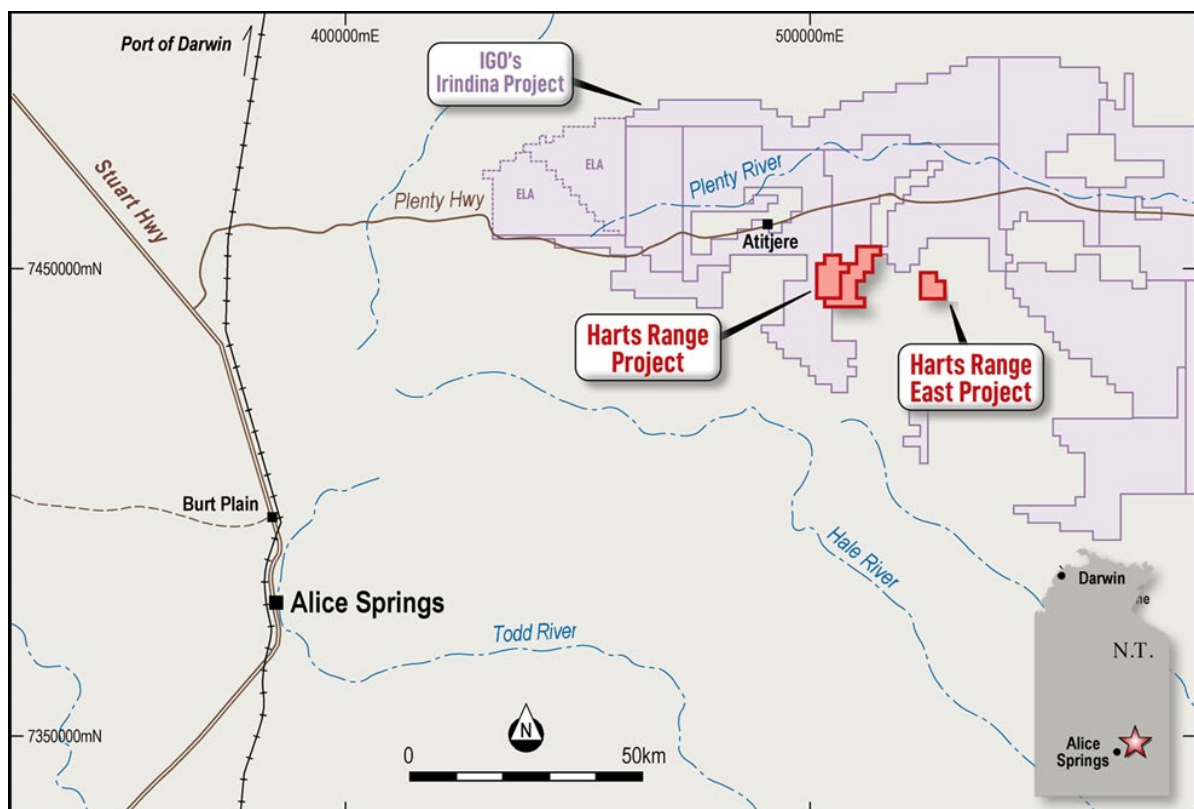 400000mE
500000mE
Port of Darwin
IGO's
Irindina Project
ELA
ELA
Plenty River
Stuart Hwy
Plenty Hwy
Atitjere
7450000mN
Harts Range
Project
Harts Range
East Project
Burt Plain
Hale River
Alice Springs
Todd River
Darwin
ne
N.T.
N
0
50km
7350000mN
Alice
Springs